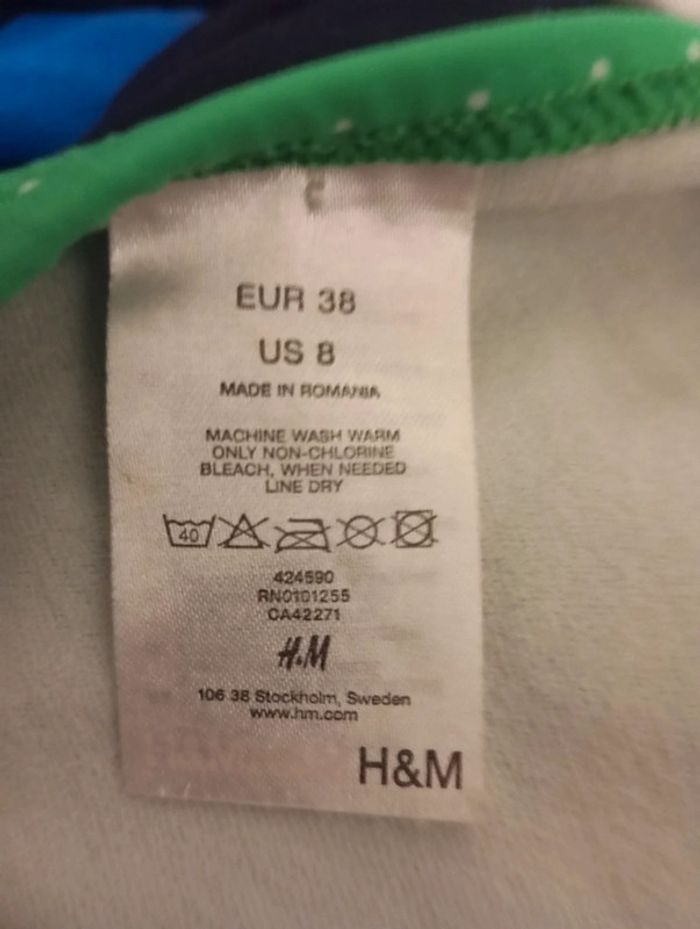 EUR 38
US 8
MADE IN ROMANIA
MACHINE WASH WARM
ONLY NON-CHLORINE
BLEACH, WHEN NEEDED
LINE DRY
40
424590
RN0101255
CA42271
H&M
106 38 Stockholm, Sweden
www.hm.com
H&M